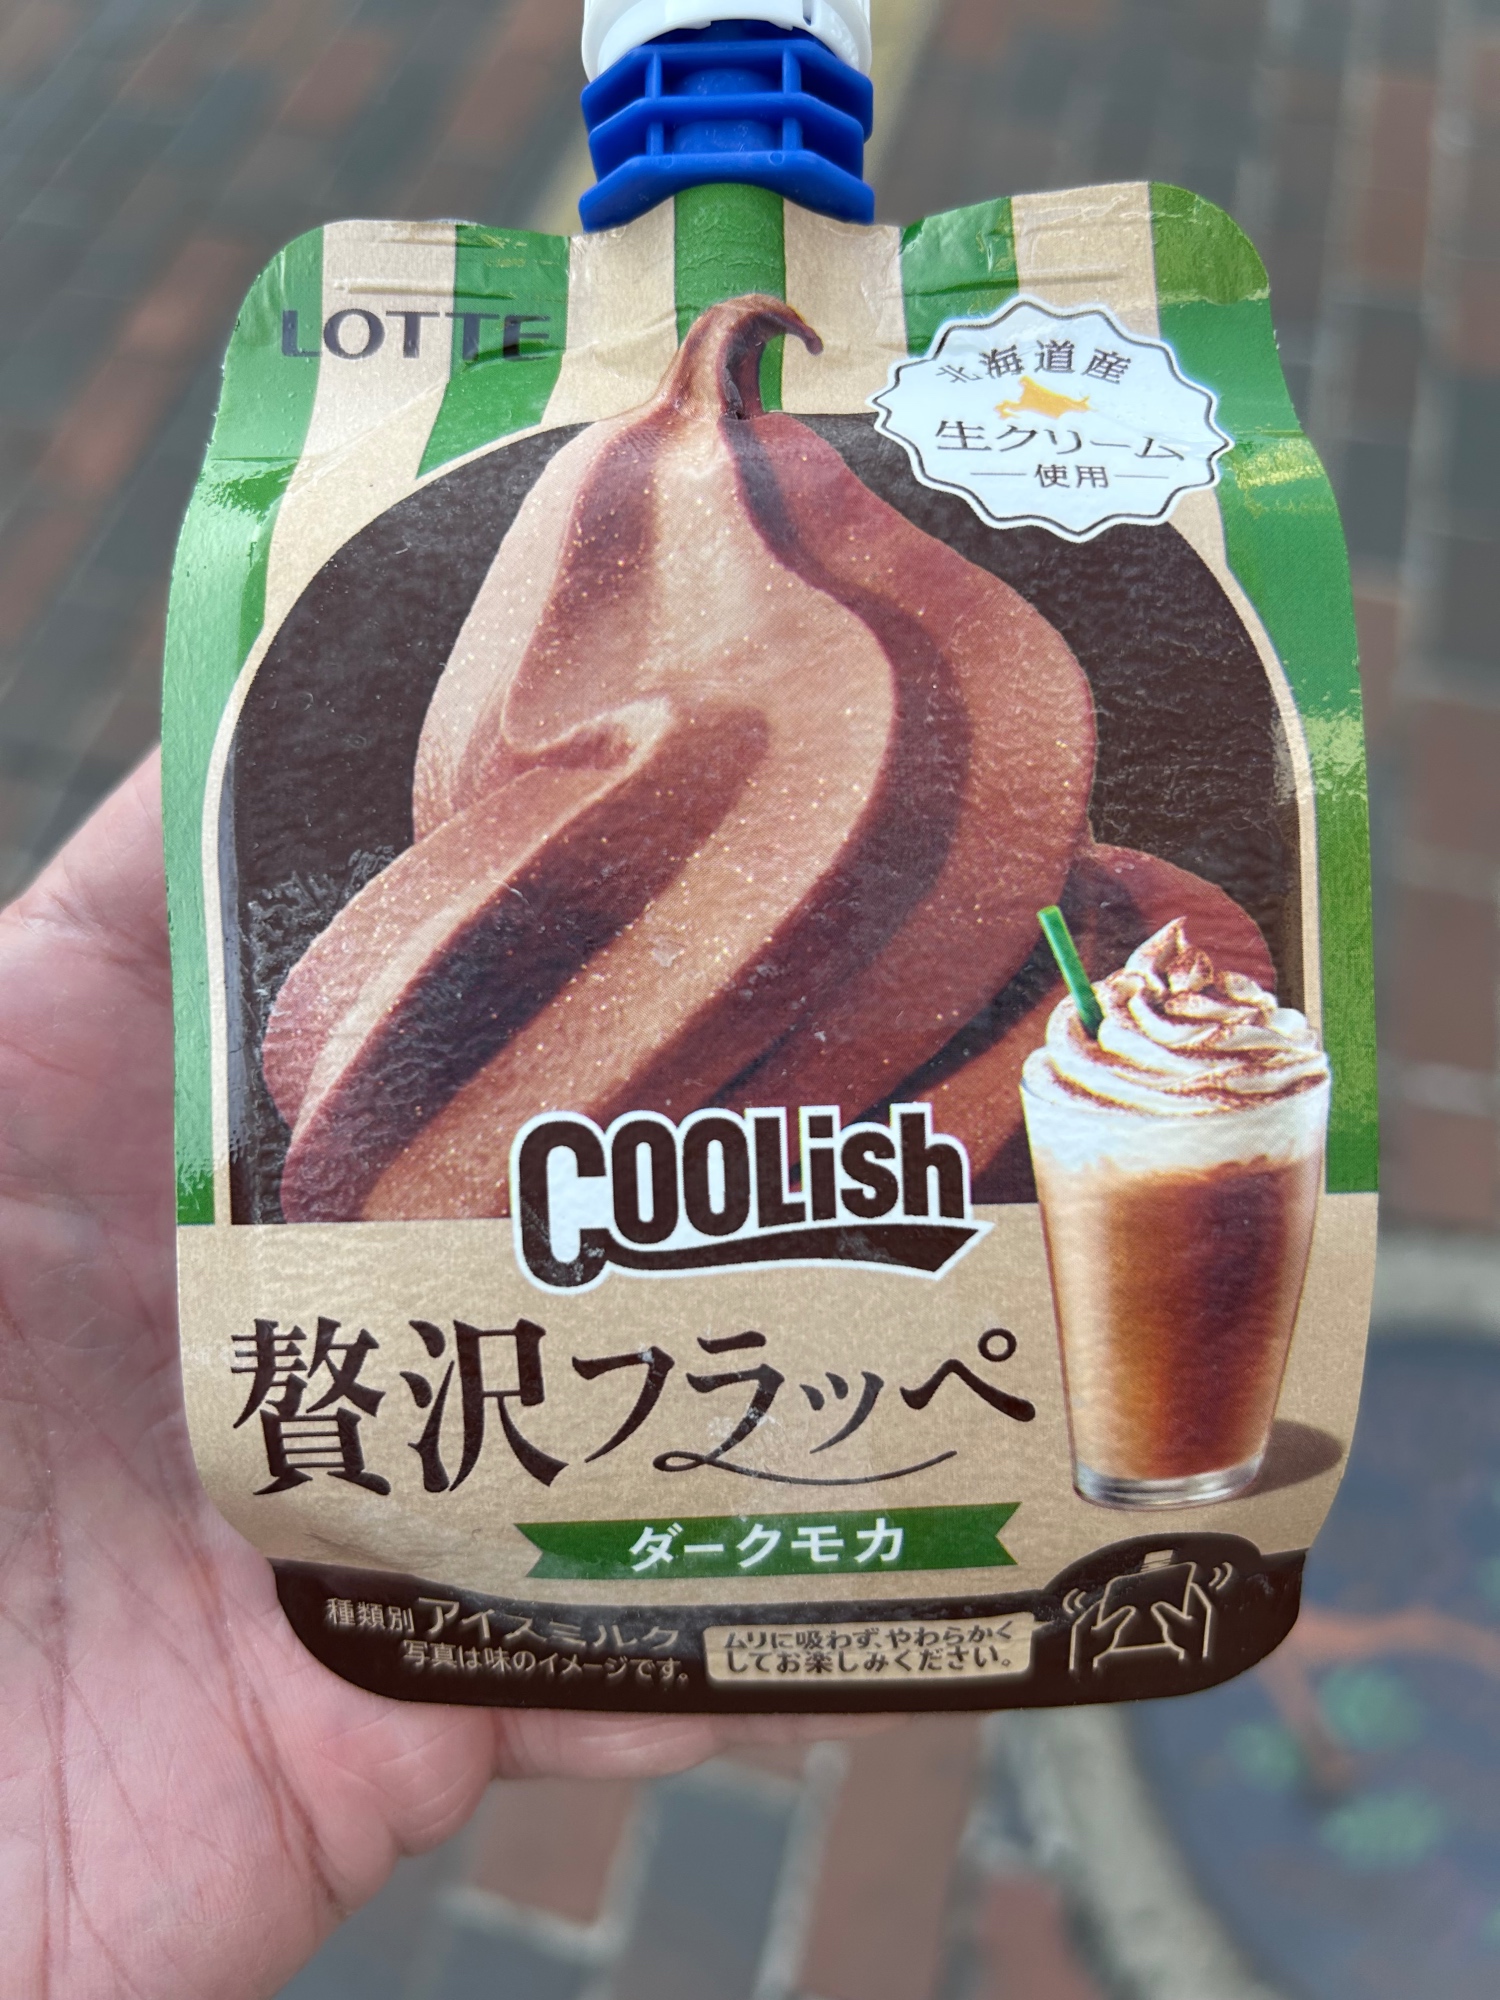 LOTTE
北海道産
生クリーム
使用
COOLish
贅沢フラッペ
ダークモカ
種類別 アイスミルク
写真は味のイメージです。
ムリに吸わず、やわらかく
してお楽しみください。